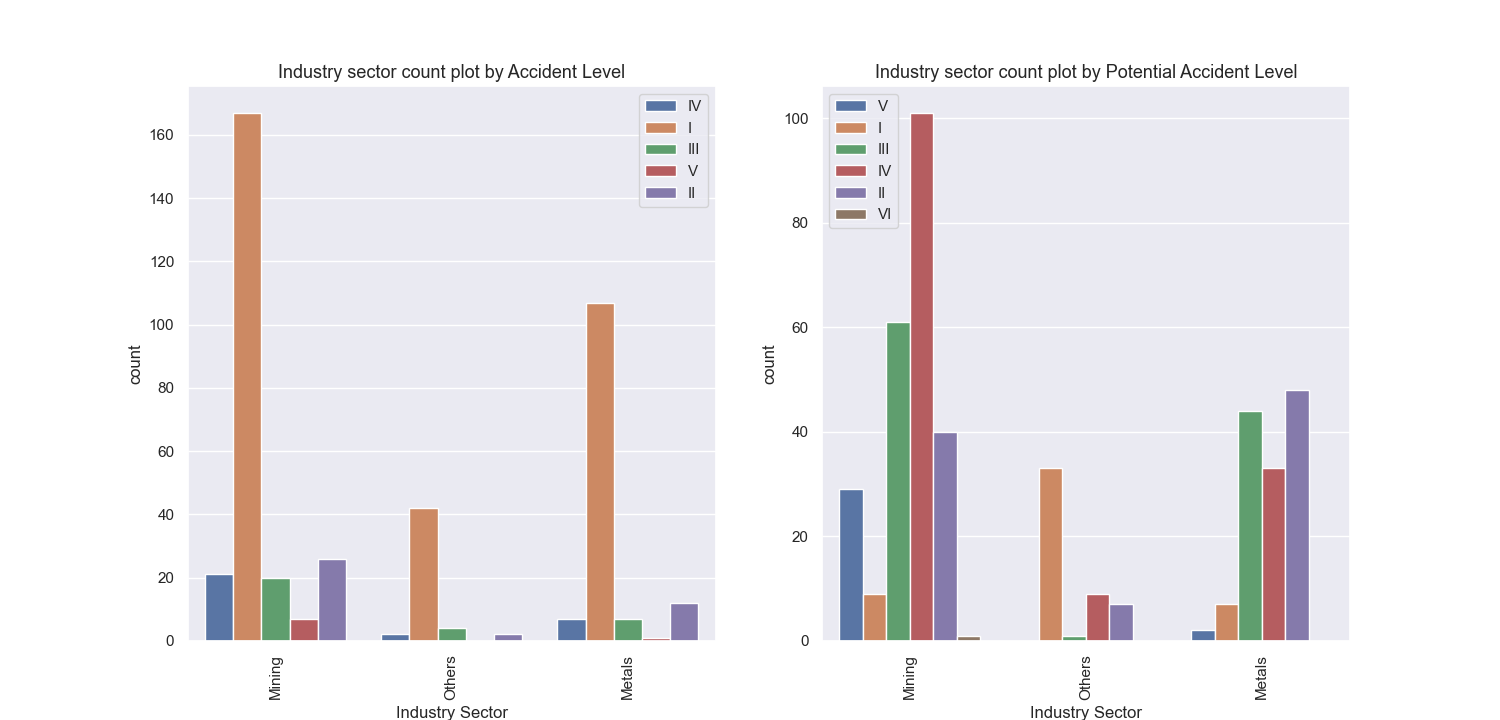 Industry sector count plot by Accident Level
IV
I
III
V
II
160
140
120
100
80
60
40
20
0
count
Mining
Others
Metals
Industry Sector
Industry sector count plot by Potential Accident Level
V
I
III
IV
II
VI
100
80
60
40
20
0
count
Mining
Others
Metals
Industry Sector